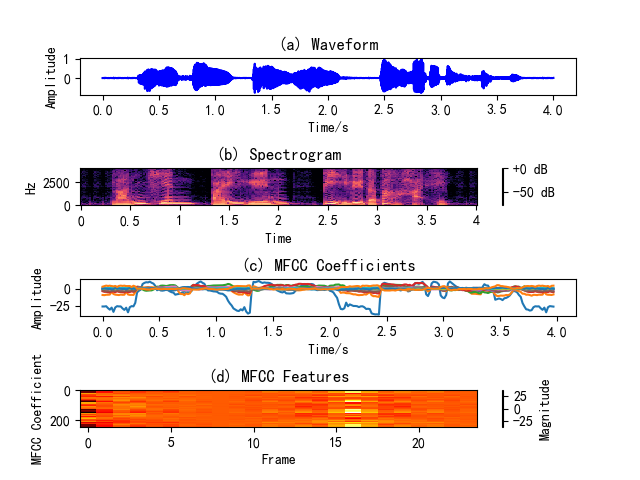 (a) Waveform
Amplitude
1
0
0.0 0.5 1.0 1.5 2.0 2.5 3.0 3.5 4.0
Time/s
(b) Spectrogram
Hz
2500
0
+0 dB
−50 dB
0 0.5 1 1.5 2 2.5 3 3.5 4
Time
(c) MFCC Coefficients
Amplitude
0
−25
0.0 0.5 1.0 1.5 2.0 2.5 3.0 3.5 4.0
Time/s
(d) MFCC Features
MFCC Coefficient
0
200
25
0
−25
Magnitude
0 5 10 15 20
Frame